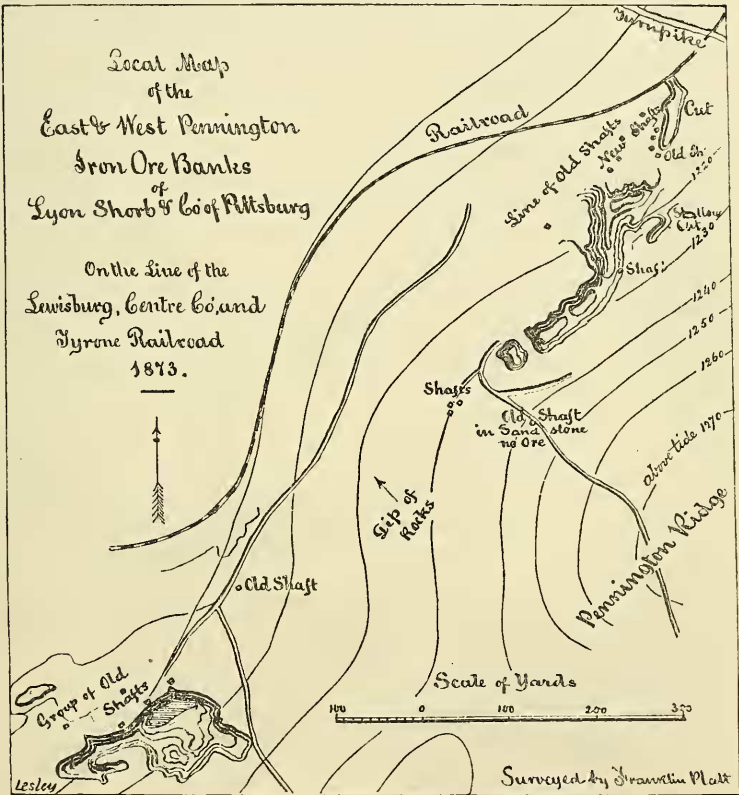 Local Map
of the
East & West Pennington
Iron Ore Banks
of
Lyon Shorb & Co of Pittsburg
On the Line of the
Lewisburg, Centre Co, and
Tyrone Railroad
1873.
Turnpike
Railroad
Cut
New Shafts
Line of Old Shafts
Old Sh.
1220
Shallow
Cut
1230
Shaf
1240
1250
1260
1270
above tide
Shafts
Old Shaft
in Sand stone
no Ore
Dip of
Rocks
Pennington Ridge
Old Shaft
Group of Old
Shafts
Scale of Yards
100 0 100 200 300
Lesley
Surveyed by Franklin Platt